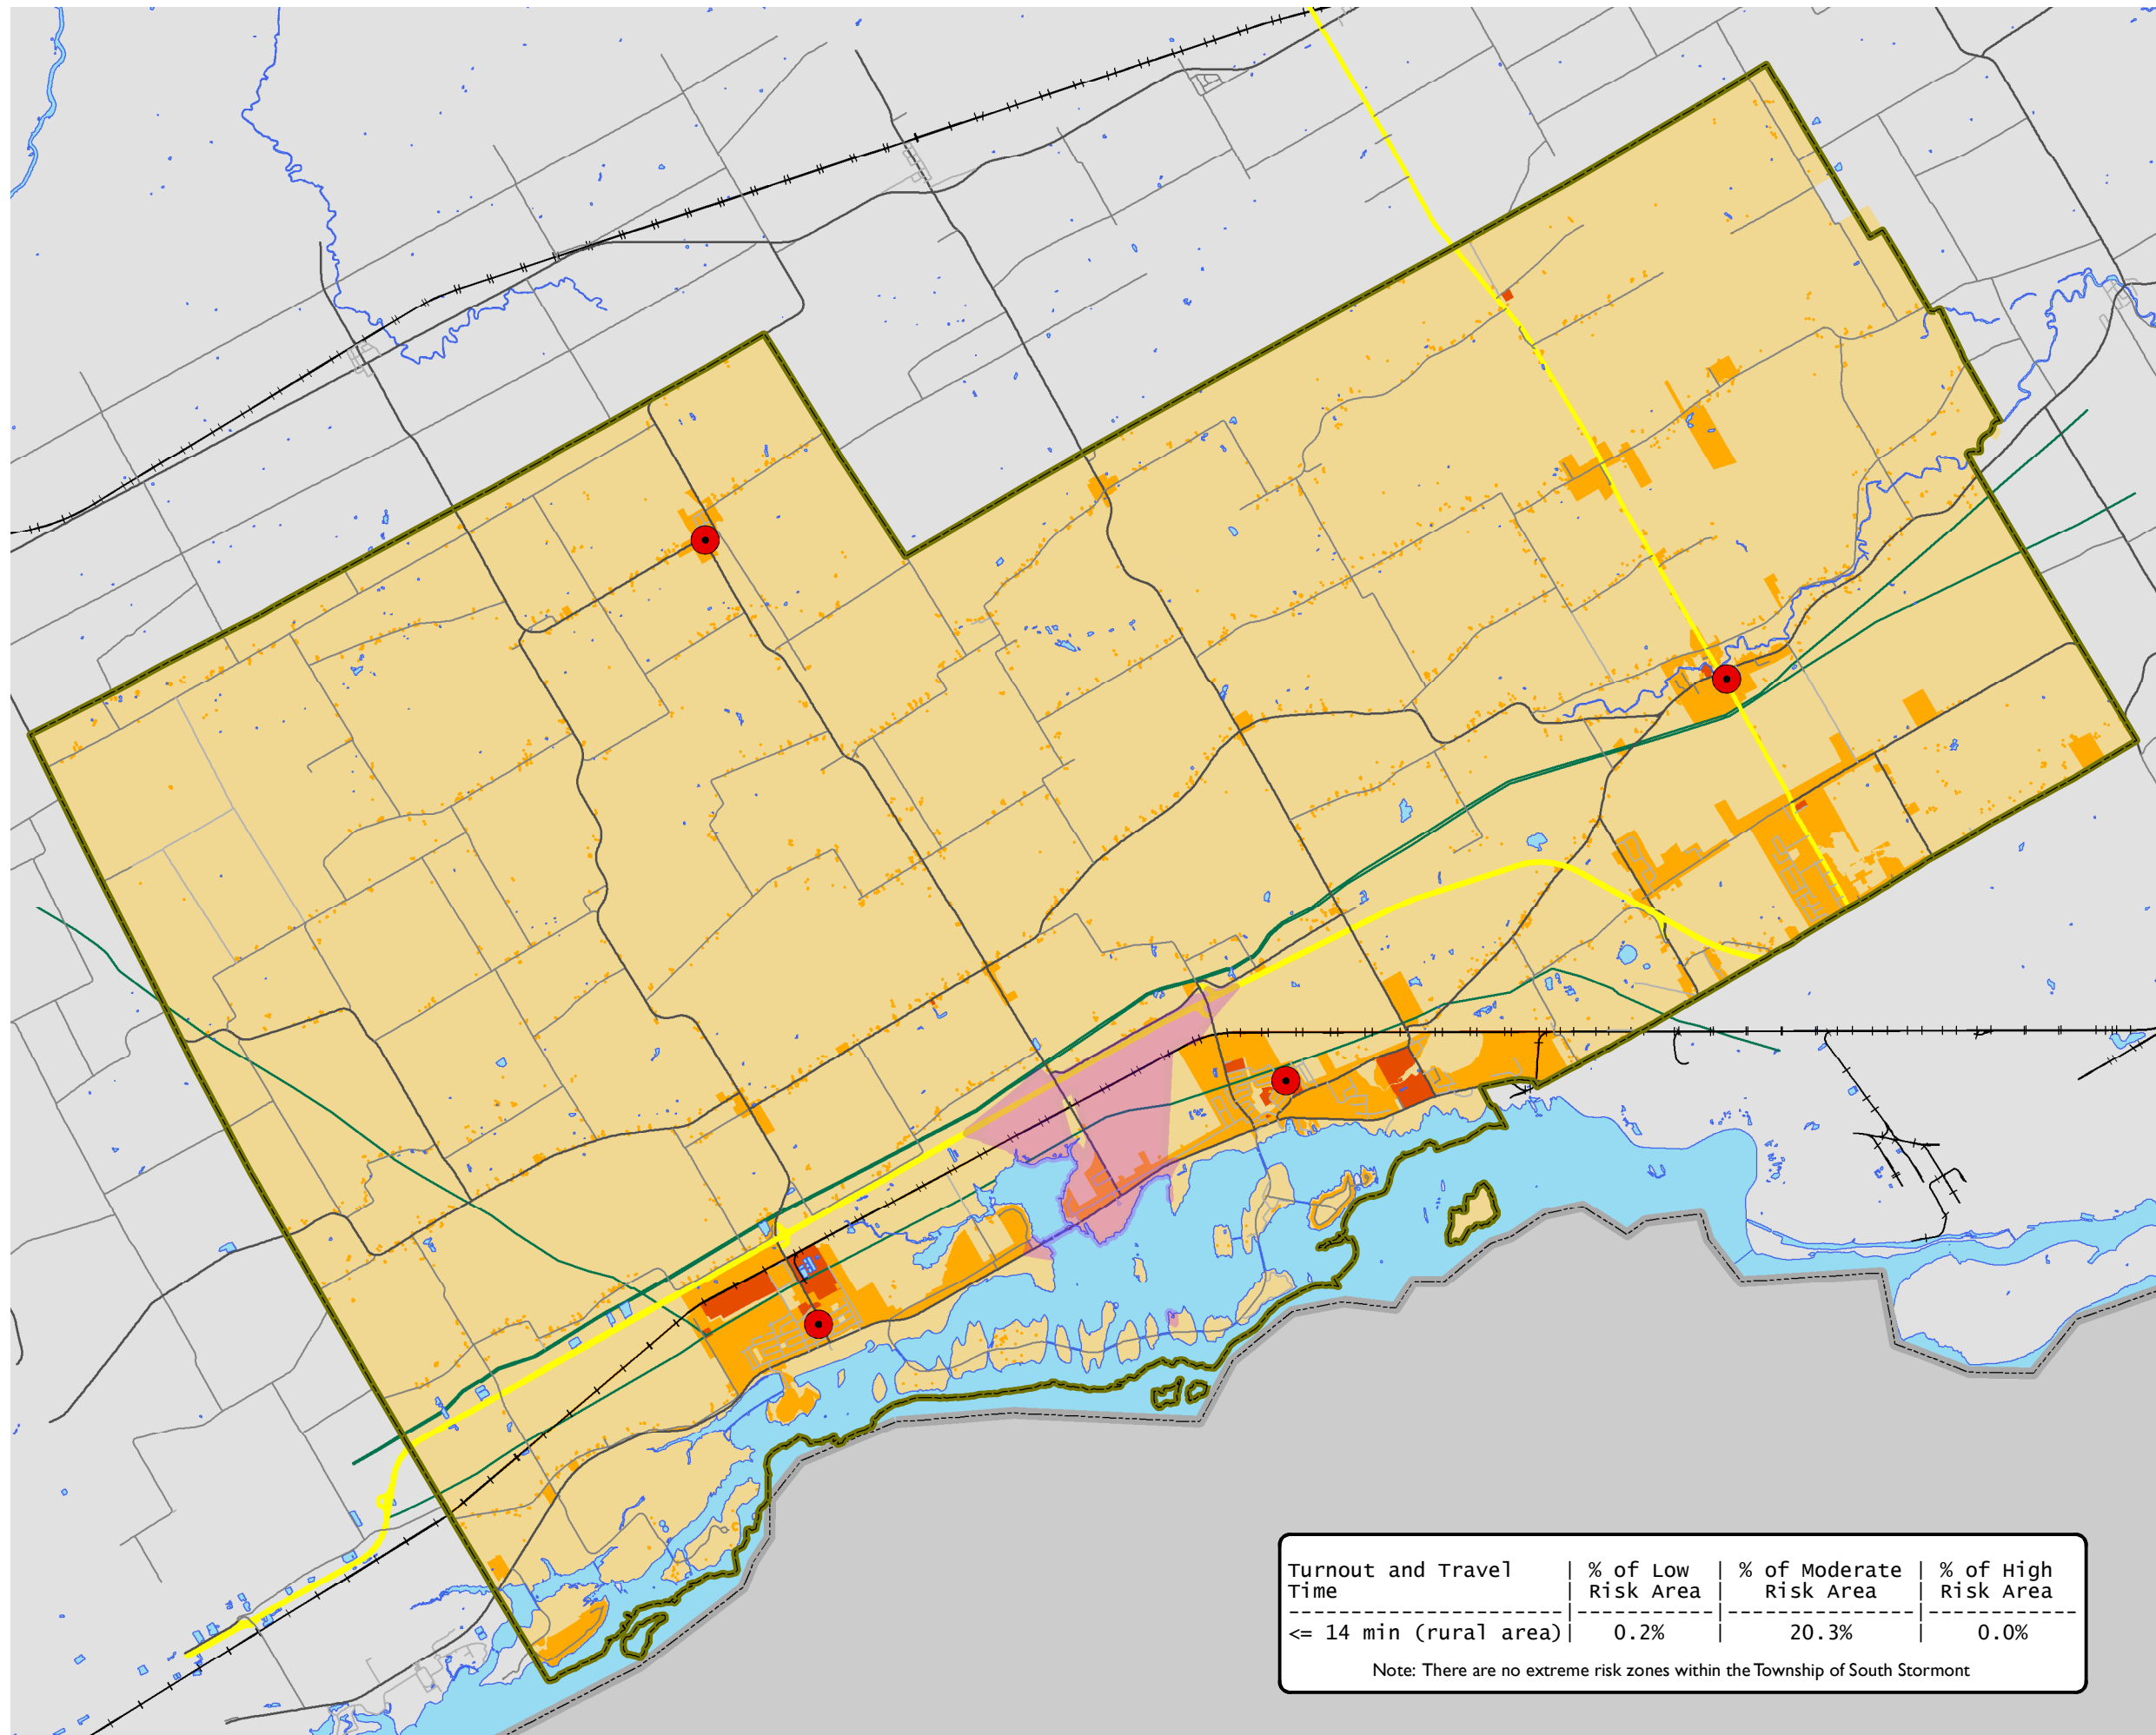 Turnout and Travel | % of Low | % of Moderate | % of High
Time | Risk Area | Risk Area | Risk Area
----------------------|-----------|---------------|------------
<= 14 min (rural area)| 0.2% | 20.3% | 0.0%
Note: There are no extreme risk zones within the Township of South Stormont